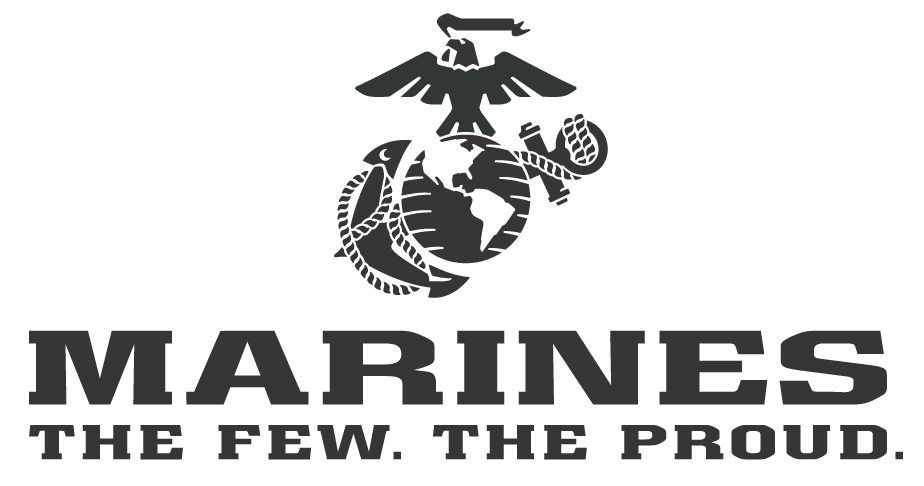 MARINES
THE FEW. THE PROUD.